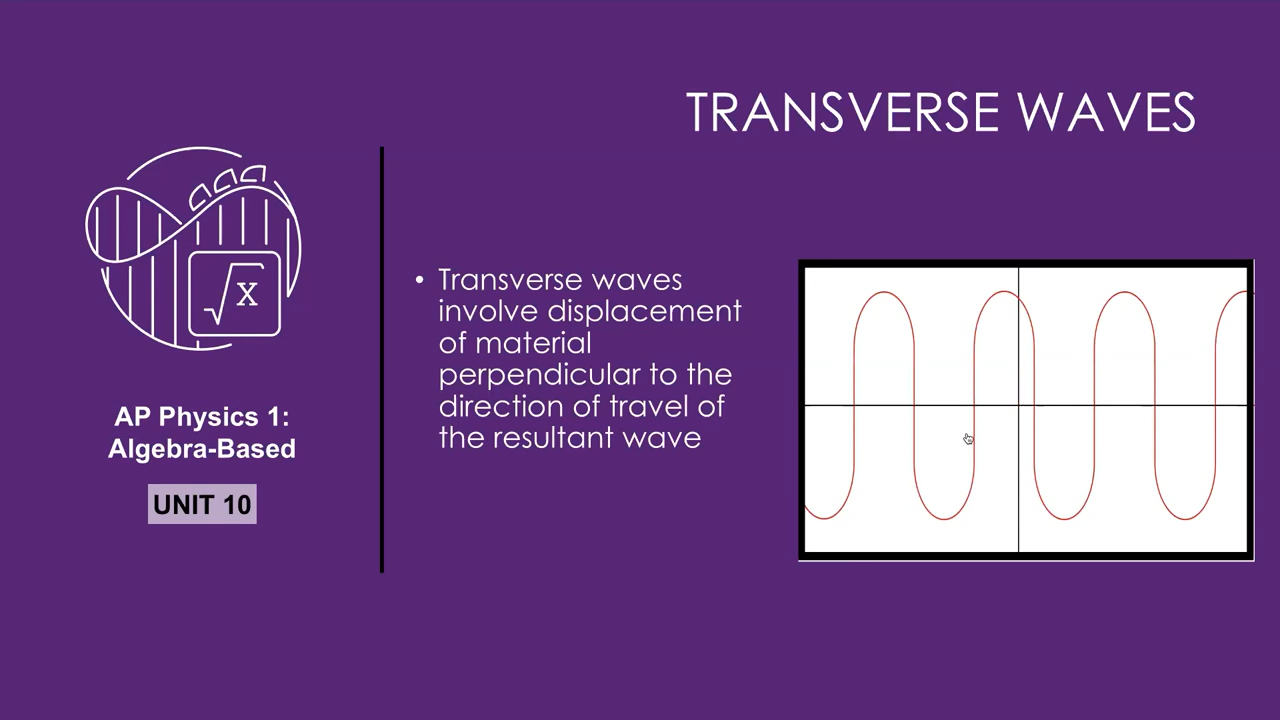 TRANSVERSE WAVES
√x
AP Physics 1:
Algebra-Based
UNIT 10
• Transverse waves
involve displacement
of material
perpendicular to the
direction of travel of
the resultant wave